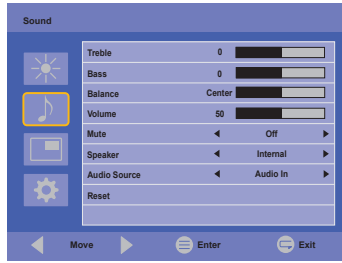 Sound
Treble 0
Bass 0
Balance Center
Volume 50
Mute Off
Speaker Internal
Audio Source Audio In
Reset
Move Enter Exit